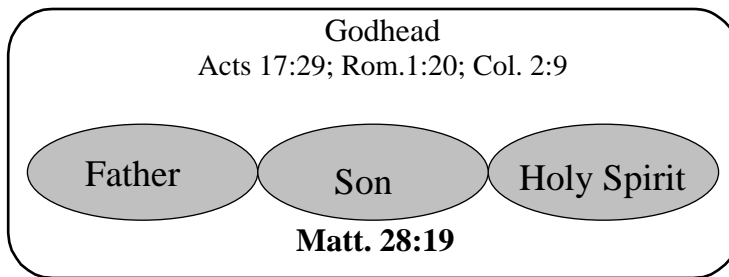 Godhead
Acts 17:29; Rom.1:20; Col. 2:9
Father Son Holy Spirit
Matt. 28:19